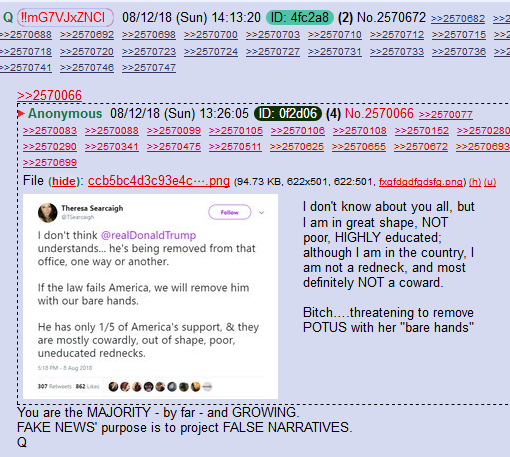 Q !!mG7VJxZNCI 08/12/18 (Sun) 14:13:20 ID: 4fc2a8 (2) No.2570672 >>2570682
>>2570688 >>2570692 >>2570698 >>2570700 >>2570703 >>2570710 >>2570712 >>2570715
>>2570718 >>2570720 >>2570723 >>2570724 >>2570727 >>2570731 >>2570733 >>2570736
>>2570741 >>2570746 >>2570747
>>2570066
Anonymous 08/12/18 (Sun) 13:26:05 ID: 0f2d06 (4) No.2570066 >>2570077
>>2570083 >>2570088 >>2570099 >>2570105 >>2570106 >>2570108 >>2570152 >>2570280
>>2570290 >>2570341 >>2570475 >>2570511 >>2570625 >>2570655 >>2570672 >>2570693
>>2570699
File (hide): ccb5bc4d3c93e4c⋯.png (94.73 KB, 622x501, 622:501, fxgfdgdfgdsfg.png) (h) (u)
Theresa Searcaigh
@TSearcaigh
Follow
I don't think @realDonaldTrump
understands... he's being removed from that
office, one way or another.
If the law fails America, we will remove him
with our bare hands.
He has only 1/5 of America's support, & they
are mostly cowardly, out of shape, poor,
uneducated rednecks.
5:18 PM - 8 Aug 2018
307 Retweets 862 Likes
I don't know about you all, but
I am in great shape, NOT
poor, HIGHLY educated;
although I am in the country, I
am not a redneck, and most
definitely NOT a coward.
Bitch....threatening to remove
POTUS with her "bare hands"
You are the MAJORITY - by far - and GROWING.
FAKE NEWS' purpose is to project FALSE NARRATIVES.
Q